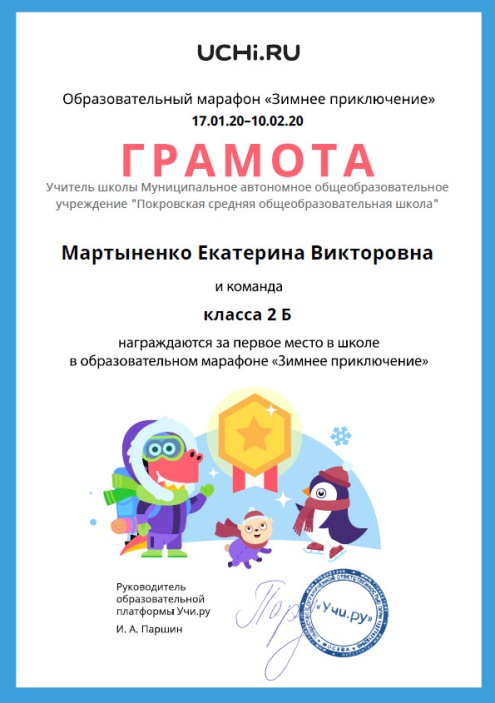 UCHi.RU
Образовательный марафон «Зимнее приключение»
17.01.20–10.02.20
ГРАМОТА
Учитель школы Муниципальное автономное общеобразовательное
учреждение "Покровская средняя общеобразовательная школа"
Мартыненко Екатерина Викторовна
и команда
класса 2 Б
награждаются за первое место в школе
в образовательном марафоне «Зимнее приключение»
Руководитель
образовательной
платформы Учи.ру
И. А. Паршин
«Учи.ру»
МОСКВА